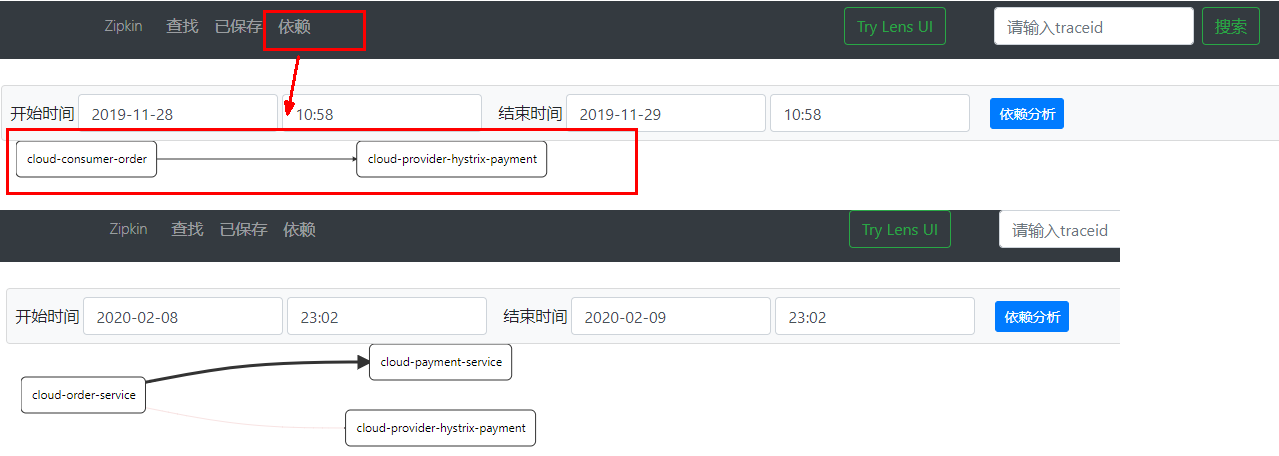 Zipkin 查找 已保存 依赖 Try Lens UI 请输入traceid 搜索
开始时间 2019-11-28 10:58 结束时间 2019-11-29 10:58 依赖分析
cloud-consumer-order cloud-provider-hystrix-payment
Zipkin 查找 已保存 依赖 Try Lens UI 请输入traceid
开始时间 2020-02-08 23:02 结束时间 2020-02-09 23:02 依赖分析
cloud-payment-service
cloud-order-service
cloud-provider-hystrix-payment